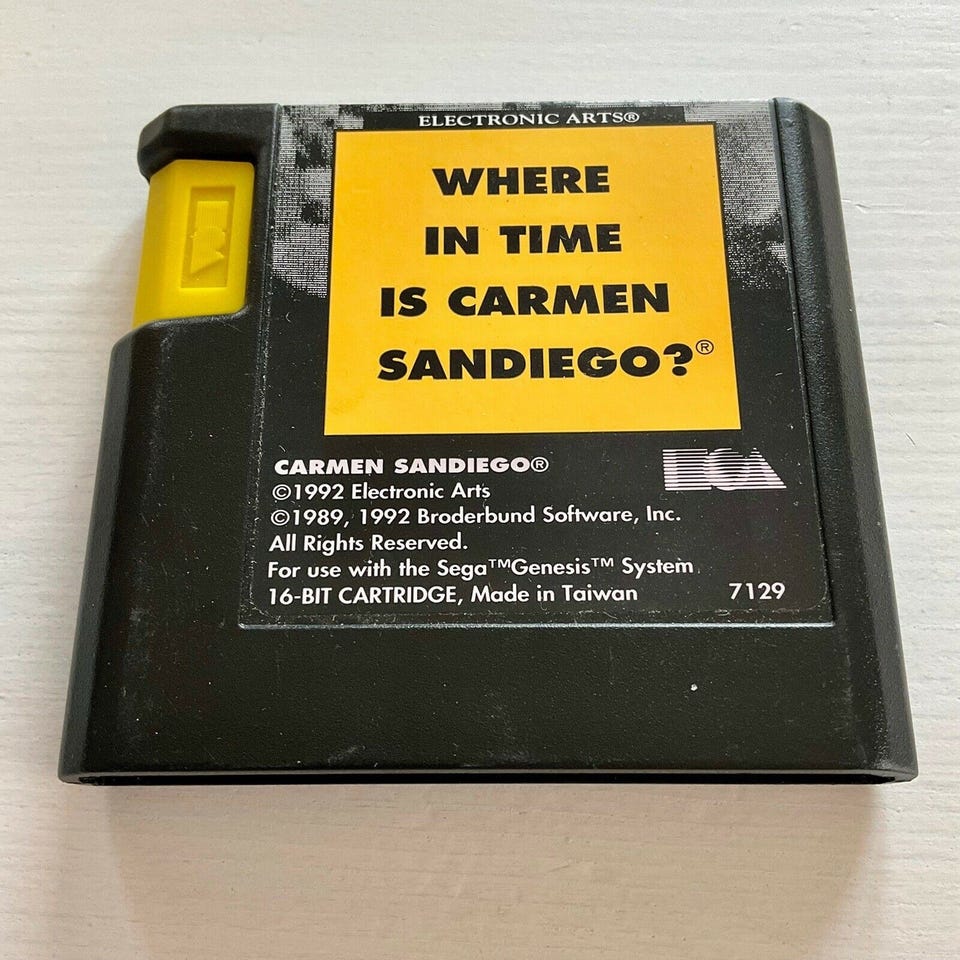 ELECTRONIC ARTS®
WHERE
IN TIME
IS CARMEN
SANDIEGO?®
CARMEN SANDIEGO®
EA
©1992 Electronic Arts
©1989, 1992 Broderbund Software, Inc.
All Rights Reserved.
For use with the Sega™Genesis™ System
16-BIT CARTRIDGE, Made in Taiwan 7129